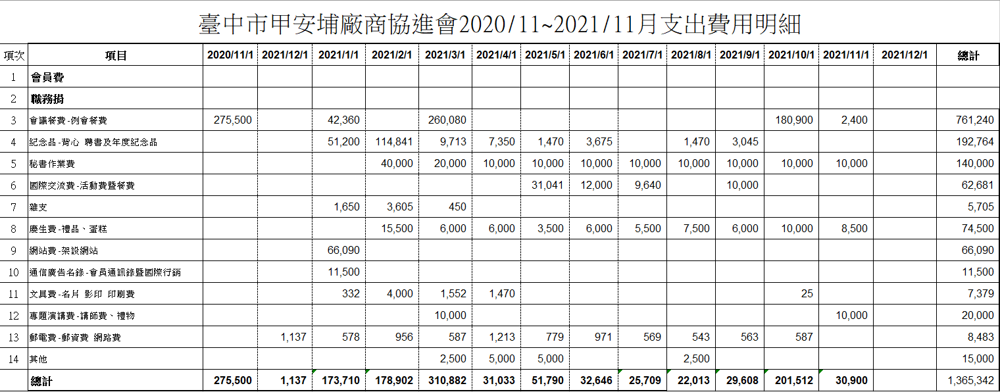 臺中市甲安埔廠商協進會2020/11~2021/11月支出費用明細
項次 項目 2020/11/1 2021/12/1 2021/1/1 2021/2/1 2021/3/1 2021/4/1 2021/5/1 2021/6/1 2021/7/1 2021/8/1 2021/9/1 2021/10/1 2021/11/1 2021/12/1 總計
1 會員費
2 職務捐
3 會議餐費-例會餐費 275,500 42,360 260,080 180,900 2,400 761,240
4 紀念品-背心 聘書及年度紀念品 51,200 114,841 9,713 7,350 1,470 3,675 1,470 3,045 192,764
5 秘書作業費 40,000 20,000 10,000 10,000 10,000 10,000 10,000 10,000 10,000 10,000 140,000
6 國際交流費-活動費暨餐費 31,041 12,000 9,640 10,000 62,681
7 雜支 1,650 3,605 450 5,705
8 慶生費-禮品、蛋糕 15,500 6,000 6,000 3,500 6,000 5,500 7,500 6,000 10,000 8,500 74,500
9 網站費-架設網站 66,090 66,090
10 通信廣告名錄-會員通訊錄暨國際行銷 11,500 11,500
11 文具費-名片 影印 印刷費 332 4,000 1,552 1,470 25 7,379
12 專題演講費-講師費、禮物 10,000 10,000 20,000
13 郵電費-郵資費 網路費 1,137 578 956 587 1,213 779 971 569 543 563 587 8,483
14 其他 2,500 5,000 5,000 2,500 15,000
總計 275,500 1,137 173,710 178,902 310,882 31,033 51,790 32,646 25,709 22,013 29,608 201,512 30,900 1,365,342